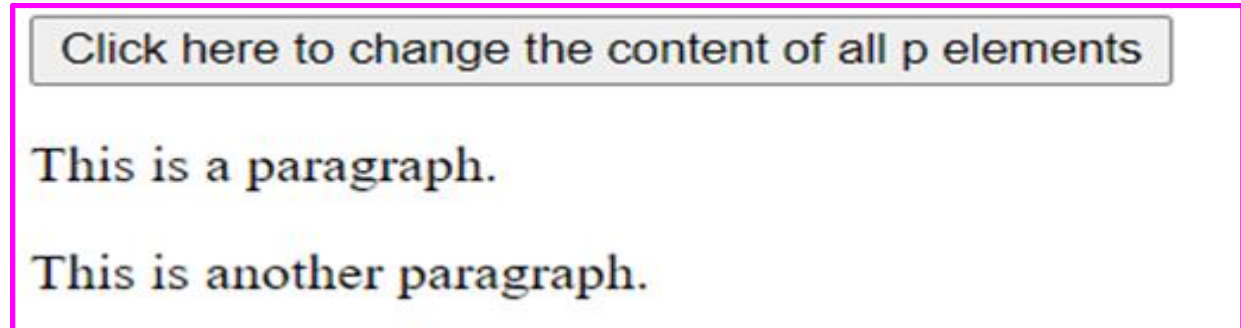 Click here to change the content of all p elements
This is a paragraph.
This is another paragraph.